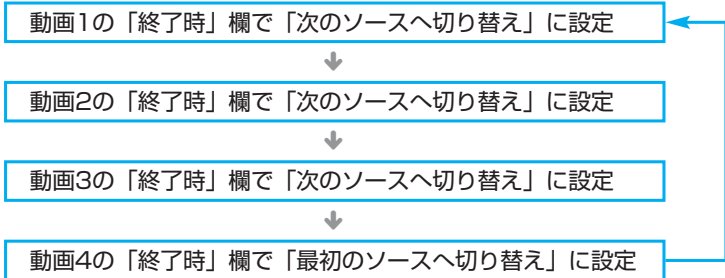 動画1の「終了時」欄で「次のソースへ切り替え」に設定
動画2の「終了時」欄で「次のソースへ切り替え」に設定
動画3の「終了時」欄で「次のソースへ切り替え」に設定
動画4の「終了時」欄で「最初のソースへ切り替え」に設定